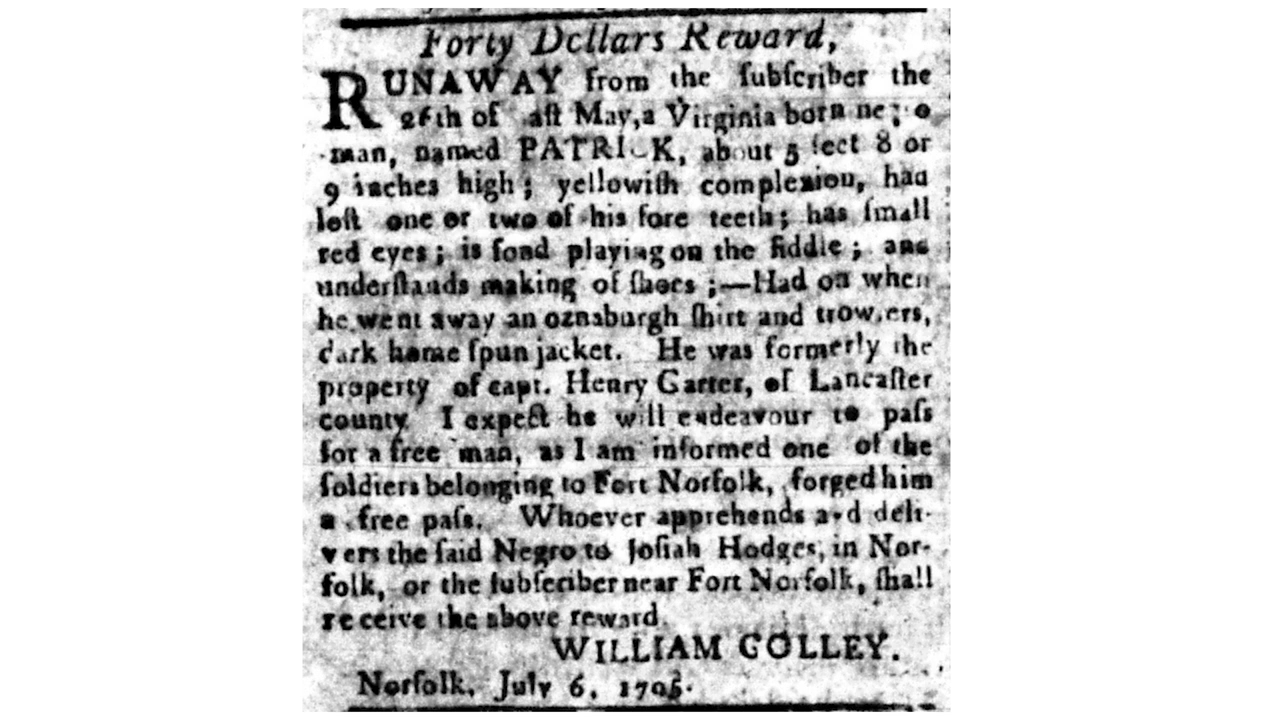 Forty Dollars Reward,
RUNAWAY from the ſubſcriber the
26th of laſt May, a Virginia born negro
man, named PATRICK, about 5 feet 8 or
9 inches high; yellowiſh complexion, had
loſt one or two of his fore teeth; has ſmall
red eyes; is fond playing on the fiddle; and
underſtands making of ſhoes;—Had on when
he went away an oznaburgh ſhirt and trowſers,
dark home ſpun jacket. He was formerly the
property of capt. Henry Carter, of Lancaſter
county I expect he will endeavour to paſs
for a free man, as I am informed one of the
ſoldiers belonging to Fort Norfolk, forged him
a free paſs. Whoever apprehends and deli-
vers the ſaid Negro to Joſiah Hodges, in Nor-
folk, or the ſubſcriber near Fort Norfolk, ſhall
receive the above reward.
WILLIAM COLLEY.
Norfolk, July 6,